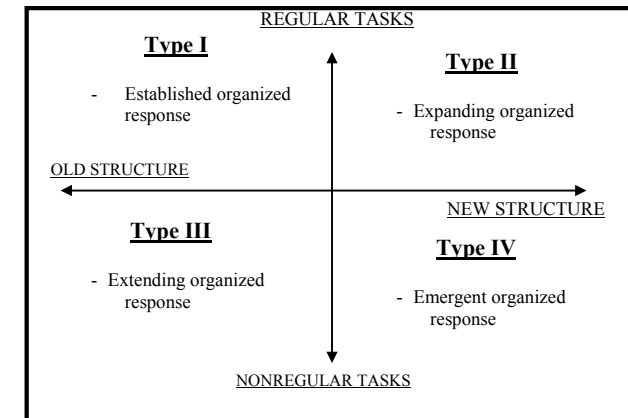 REGULAR TASKS
Type I
- Established organized
response
Type II
- Expanding organized
response
OLD STRUCTURE
NEW STRUCTURE
Type III
- Extending organized
response
Type IV
- Emergent organized
response
NONREGULAR TASKS